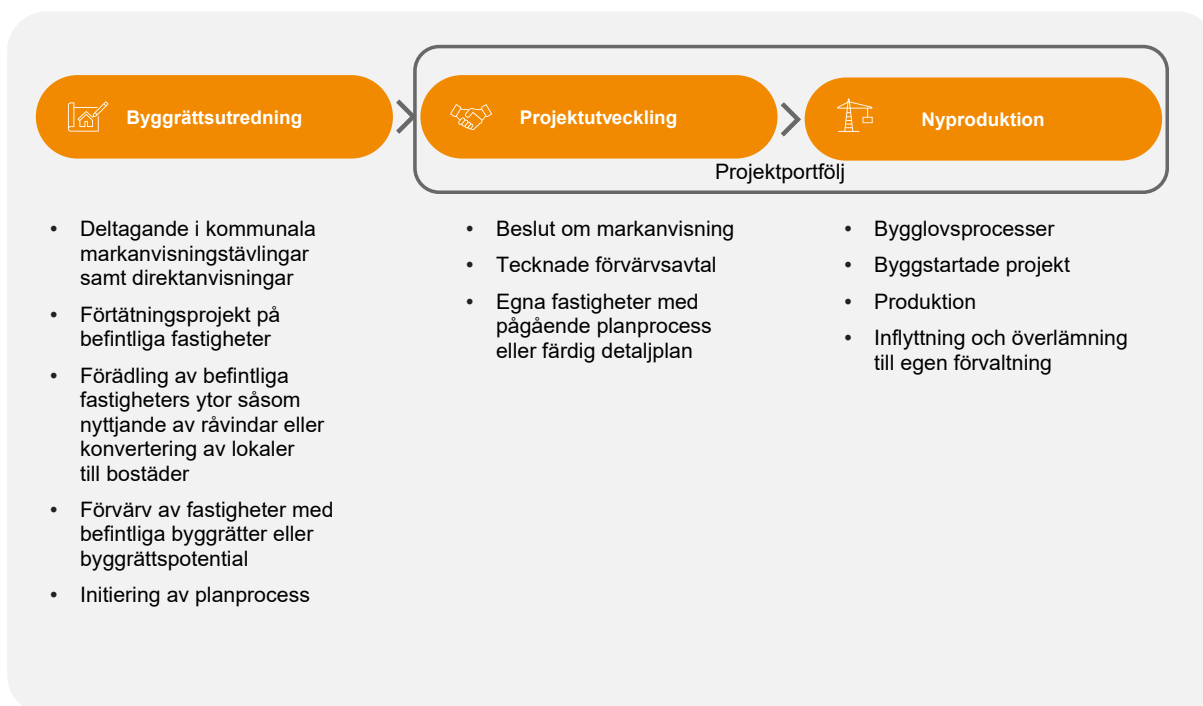 Byggrättsutredning
Projektutveckling
Nyproduktion
Projektportfölj
• Deltagande i kommunala
markanvisningstävlingar
samt direktanvisningar
• Förtätningsprojekt på
befintliga fastigheter
• Förädling av befintliga
fastigheters ytor såsom
nyttjande av råvindar eller
konvertering av lokaler
till bostäder
• Förvärv av fastigheter med
befintliga byggrätter eller
byggrättspotential
• Initiering av planprocess
• Beslut om markanvisning
• Tecknade förvärvsavtal
• Egna fastigheter med
pågående planprocess
eller färdig detaljplan
• Bygglovsprocesser
• Byggstartade projekt
• Produktion
• Inflyttning och överlämning
till egen förvaltning